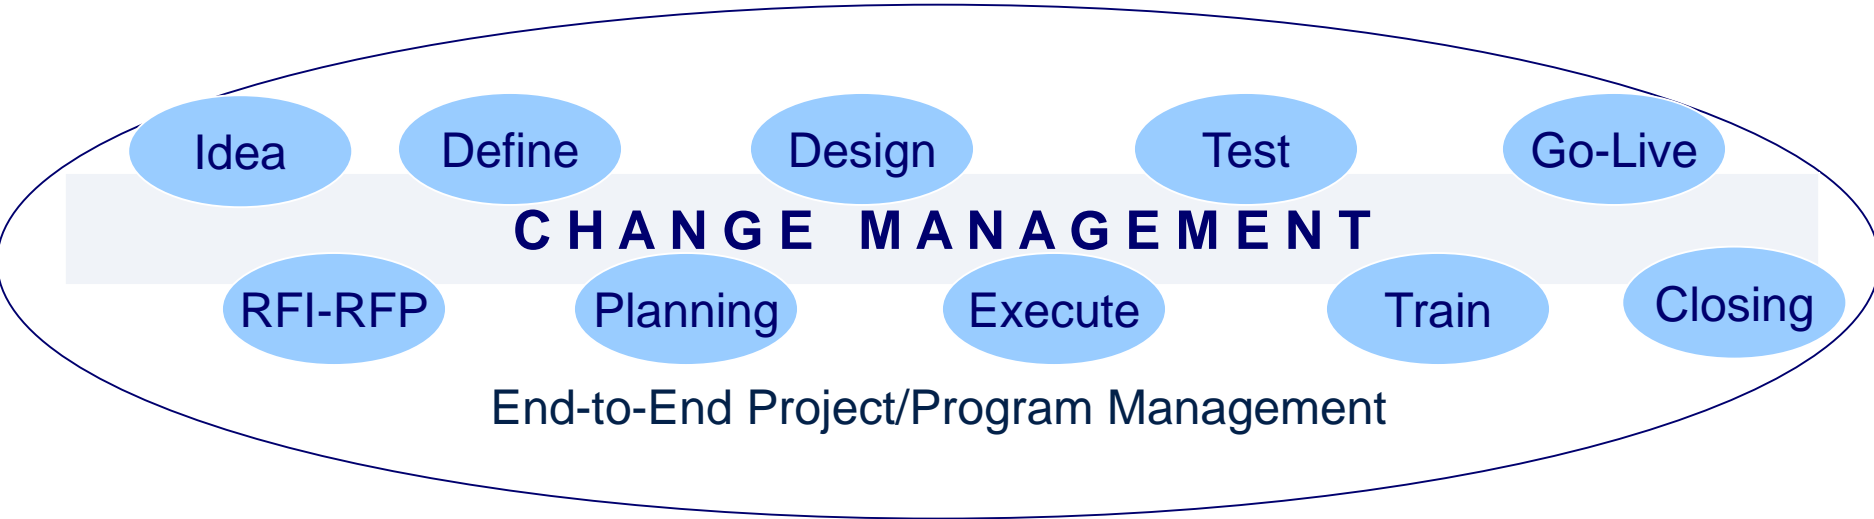 Idea
Define
Design
Test
Go-Live
CHANGE MANAGEMENT
RFI-RFP
Planning
Execute
Train
Closing
End-to-End Project/Program Management